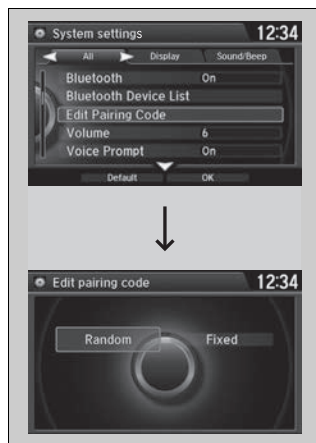 System settings 12:34
All Display Sound/Beep
Bluetooth On
Bluetooth Device List
Edit Pairing Code
Volume 6
Voice Prompt On
Default OK
Edit pairing code 12:34
Random Fixed